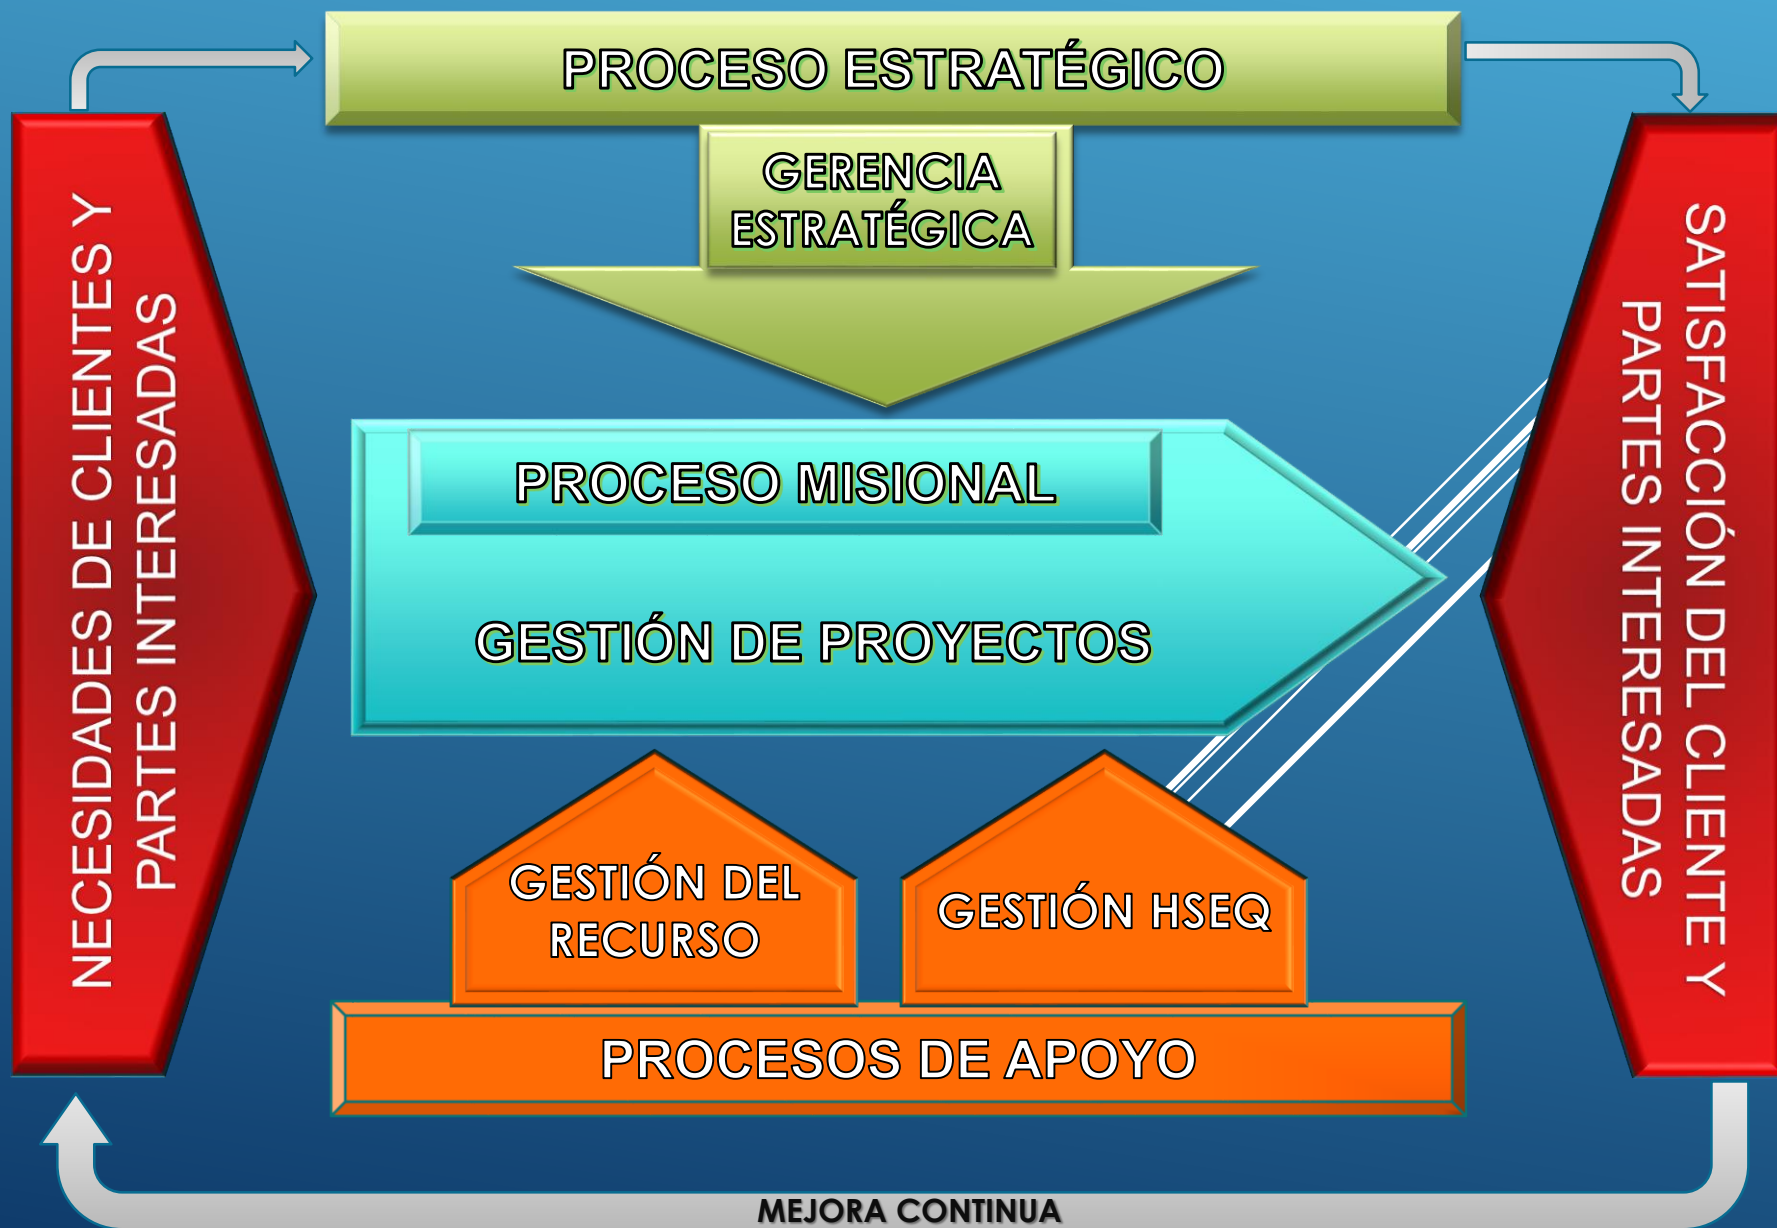 PROCESO ESTRATÉGICO
GERENCIA
ESTRATÉGICA
NECESIDADES DE CLIENTES Y
PARTES INTERESADAS
PROCESO MISIONAL
GESTIÓN DE PROYECTOS
SATISFACCIÓN DEL CLIENTE Y
PARTES INTERESADAS
GESTIÓN DEL
RECURSO
GESTIÓN HSEQ
PROCESOS DE APOYO
MEJORA CONTINUA